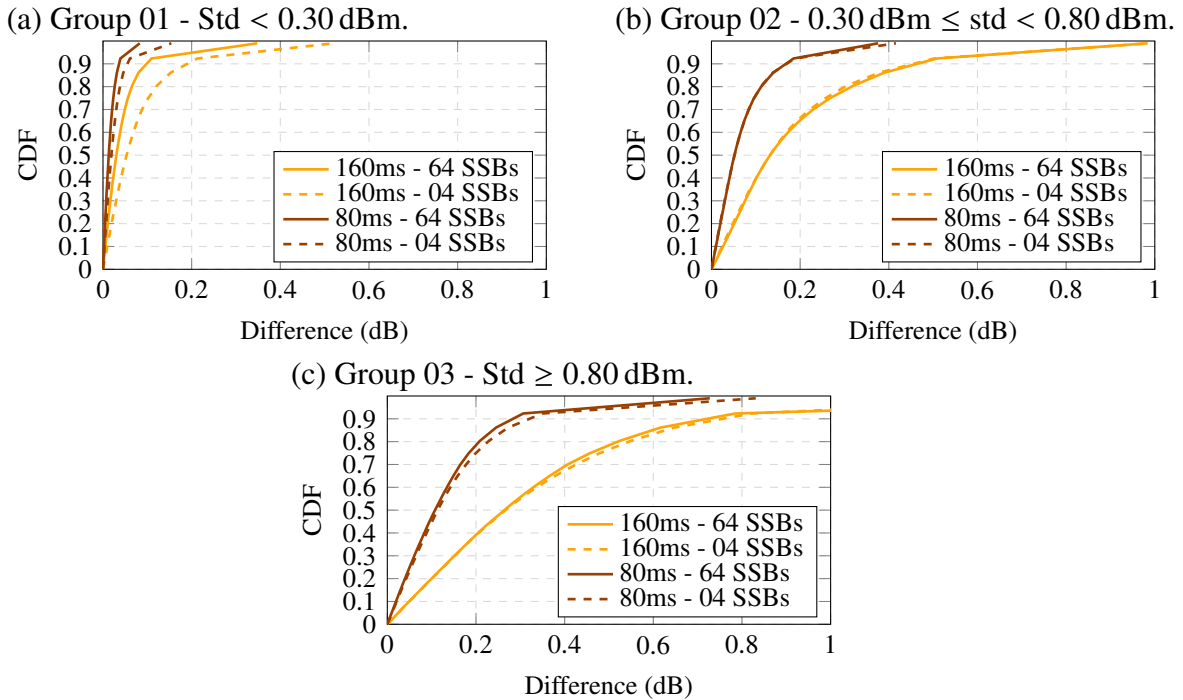 (a) Group 01 - Std < 0.30 dBm.
CDF
0.9
0.8
0.7
0.6
0.5
0.4
0.3
0.2
0.1
0
160ms - 64 SSBs
160ms - 04 SSBs
80ms - 64 SSBs
80ms - 04 SSBs
0 0.2 0.4 0.6 0.8 1
Difference (dB)
(b) Group 02 - 0.30 dBm ≤ std < 0.80 dBm.
CDF
0.9
0.8
0.7
0.6
0.5
0.4
0.3
0.2
0.1
0
160ms - 64 SSBs
160ms - 04 SSBs
80ms - 64 SSBs
80ms - 04 SSBs
0 0.2 0.4 0.6 0.8 1
Difference (dB)
(c) Group 03 - Std ≥ 0.80 dBm.
CDF
0.9
0.8
0.7
0.6
0.5
0.4
0.3
0.2
0.1
0
160ms - 64 SSBs
160ms - 04 SSBs
80ms - 64 SSBs
80ms - 04 SSBs
0 0.2 0.4 0.6 0.8 1
Difference (dB)